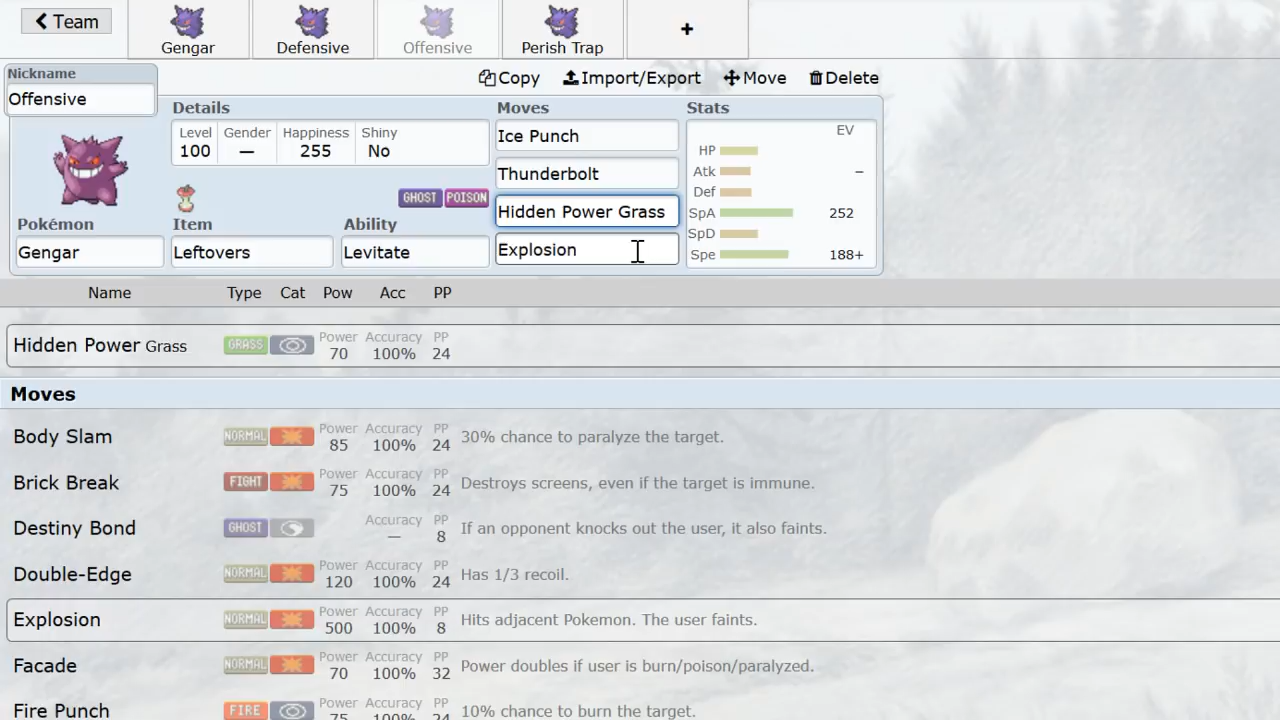 Team
Gengar
Defensive
Offensive
Perish Trap
+
Nickname
Offensive
Copy
Import/Export
Move
Delete
Details
Level
100
Gender
—
Happiness
255
Shiny
No
GHOST
POISON
Pokémon
Gengar
Item
Leftovers
Ability
Levitate
Moves
Ice Punch
Thunderbolt
Hidden Power Grass
Explosion
Stats
EV
HP
Atk –
Def
SpA 252
SpD
Spe 188+
Name Type Cat Pow Acc PP
Hidden Power Grass GRASS Power 70 Accuracy 100% PP 24
Moves
Body Slam NORMAL Power 85 Accuracy 100% PP 24 30% chance to paralyze the target.
Brick Break FIGHT Power 75 Accuracy 100% PP 24 Destroys screens, even if the target is immune.
Destiny Bond GHOST Accuracy — PP 8 If an opponent knocks out the user, it also faints.
Double-Edge NORMAL Power 120 Accuracy 100% PP 24 Has 1/3 recoil.
Explosion NORMAL Power 500 Accuracy 100% PP 8 Hits adjacent Pokemon. The user faints.
Facade NORMAL Power 70 Accuracy 100% PP 32 Power doubles if user is burn/poison/paralyzed.
Fire Punch FIRE Power 75 Accuracy 100% PP 24 10% chance to burn the target.